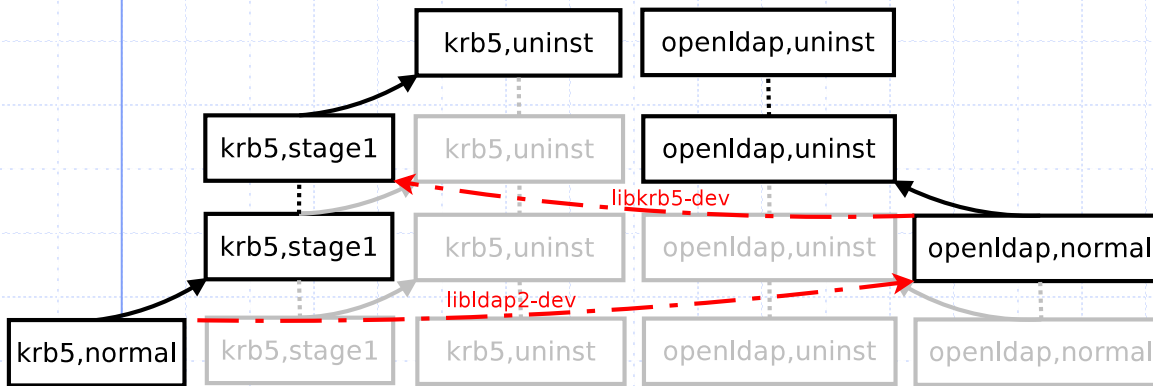 krb5,uninst
openldap,uninst
krb5,stage1
krb5,uninst
openldap,uninst
libkrb5-dev
krb5,stage1
krb5,uninst
openldap,uninst
openldap,normal
libldap2-dev
krb5,normal
krb5,stage1
krb5,uninst
openldap,uninst
openldap,normal